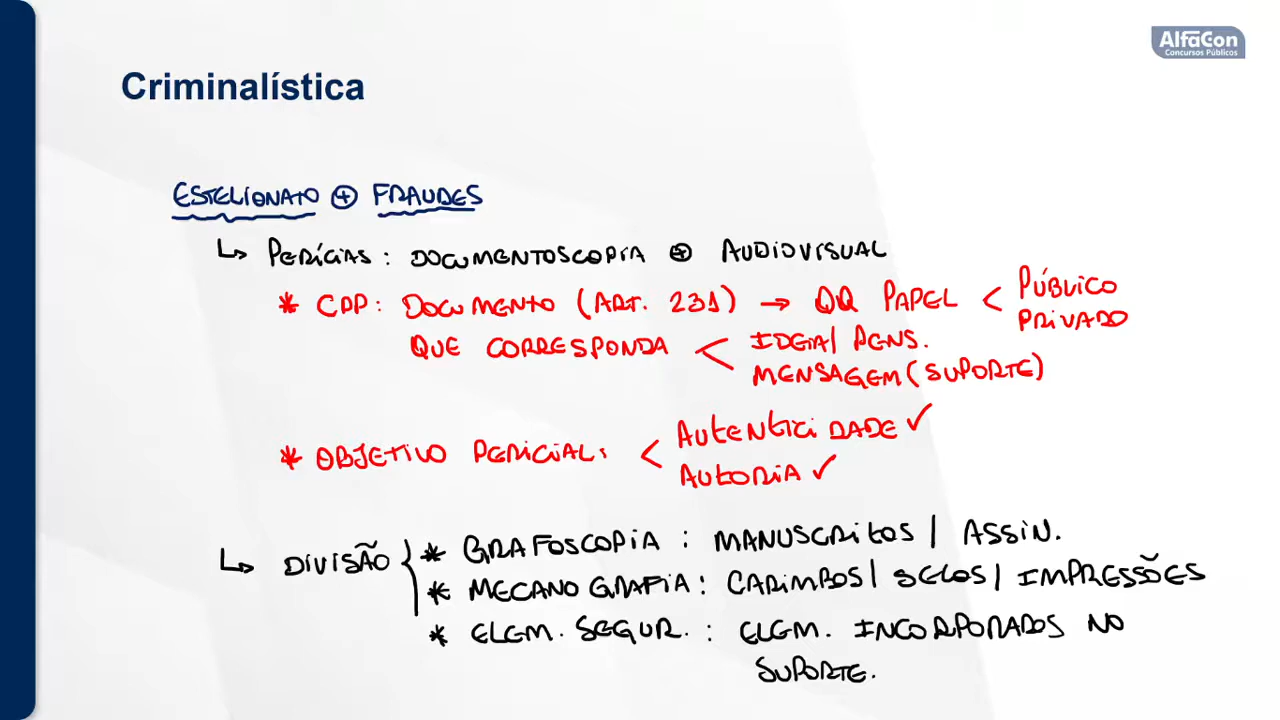 AlfaCon
Concursos Públicos
Criminalística
ESTELIONATO ⊕ FRAUDES
↳ PERÍCIAS: DOCUMENTOSCOPIA ⊕ AUDIOVISUAL
* CPP: DOCUMENTO (ART. 231) → QQ PAPEL < PÚBLICO
PRIVADO
QUE CORRESPONDA < IDEIA/ PENS.
MENSAGEM (SUPORTE)
* OBJETIVO PERICIAL: < AUTENTICIDADE ✓
AUTORIA ✓
↳ DIVISÃO { * GRAFOSCOPIA: MANUSCRITOS / ASSIN.
* MECANOGRAFIA: CARIMBOS/ SELOS/ IMPRESSÕES
* ELEM. SEGUR.: ELEM. INCORPORADOS NO
SUPORTE.